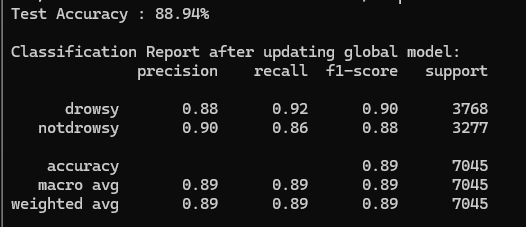 Test Accuracy : 88.94%
Classification Report after updating global model:
precision recall f1-score support
drowsy 0.88 0.92 0.90 3768
notdrowsy 0.90 0.86 0.88 3277
accuracy 0.89 7045
macro avg 0.89 0.89 0.89 7045
weighted avg 0.89 0.89 0.89 7045